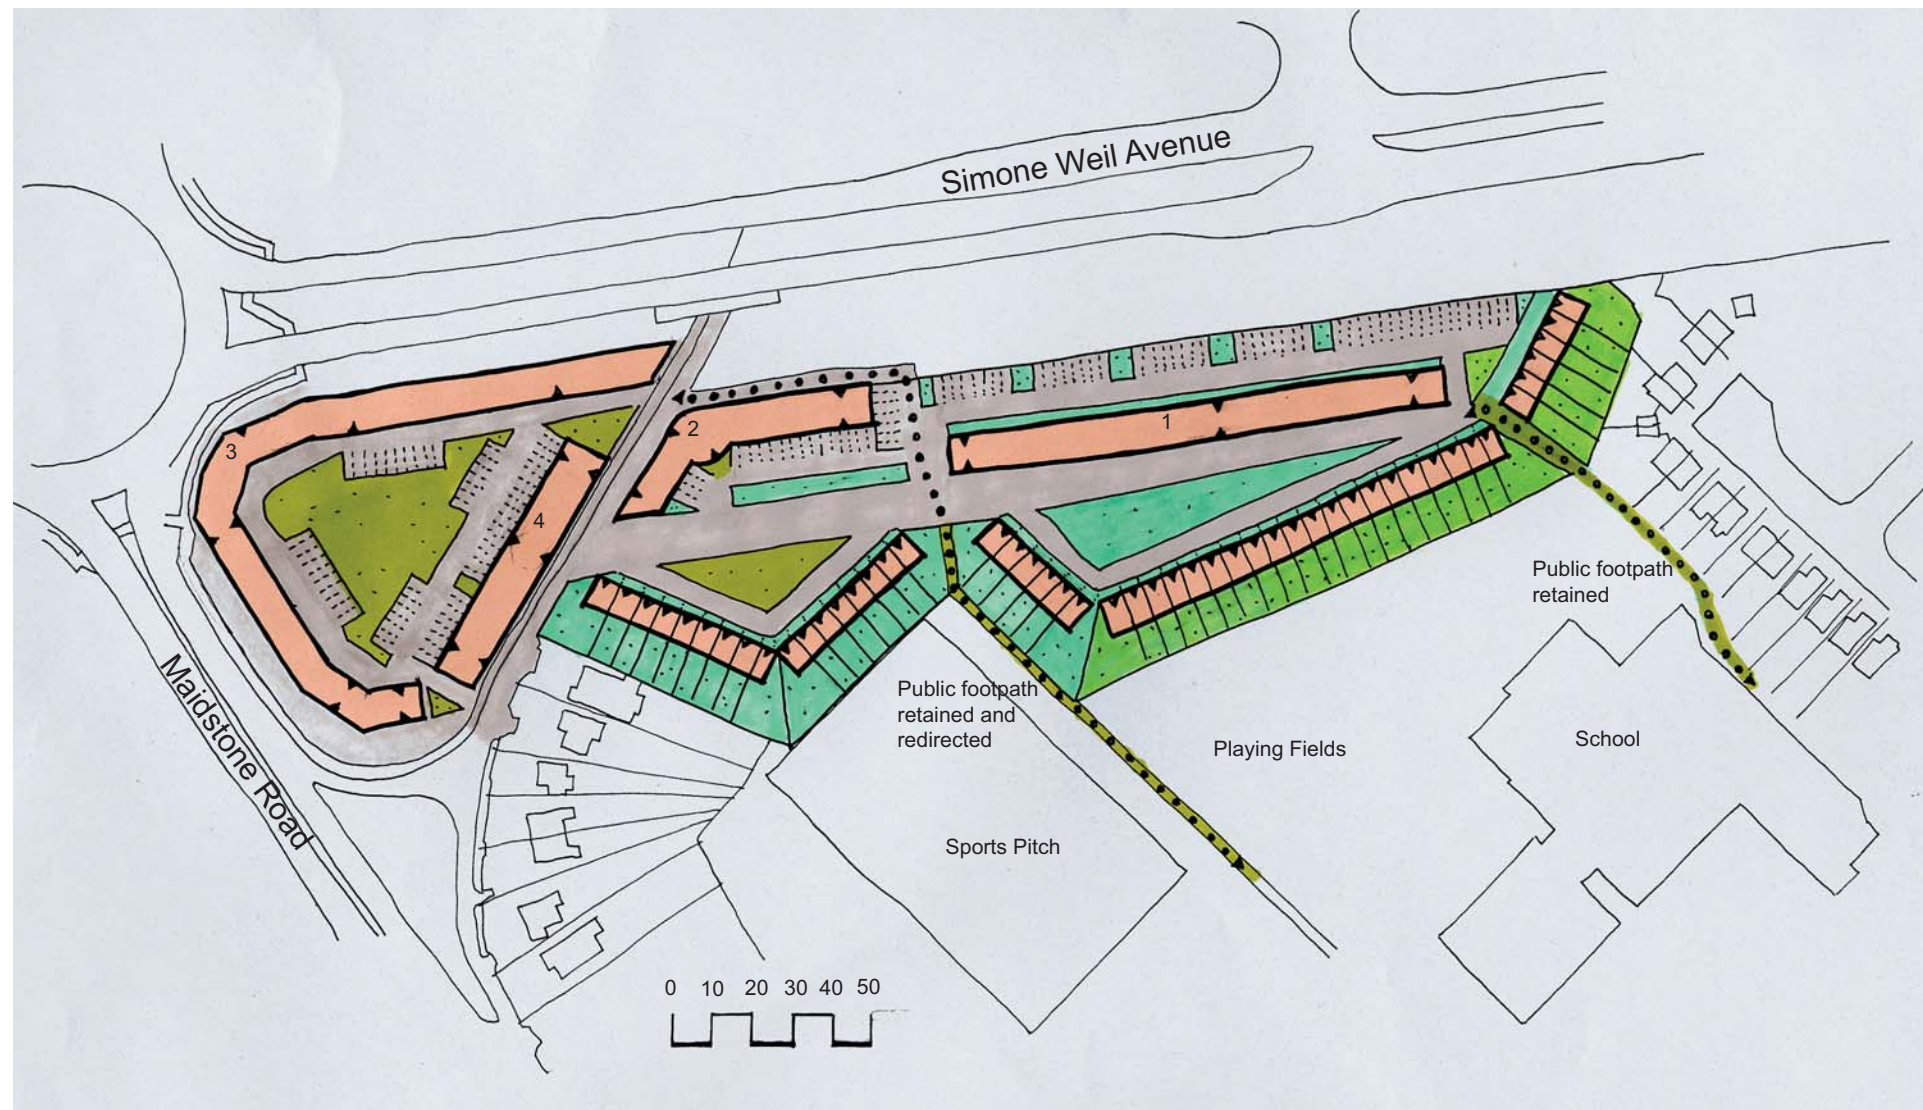 Simone Weil Avenue
1
2
3
4
Public footpath
retained
Maidstone Road
Public footpath
retained and
redirected
Playing Fields
School
Sports Pitch
0 10 20 30 40 50